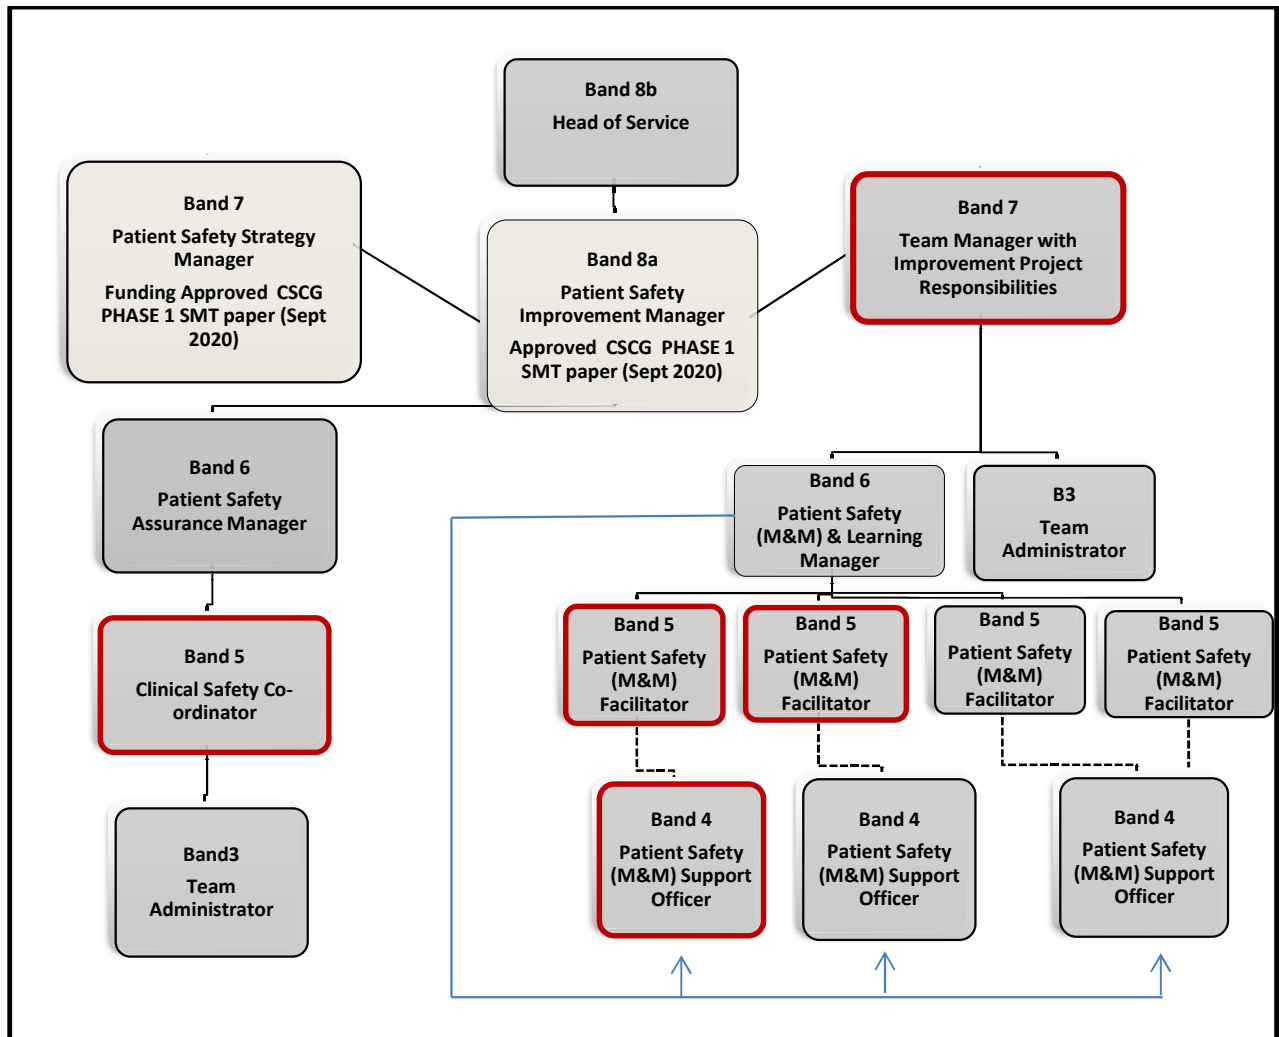 Band 8b
Head of Service
Band 7
Patient Safety Strategy
Manager
Funding Approved CSCG
PHASE 1 SMT paper (Sept
2020)
Band 8a
Patient Safety
Improvement Manager
Approved CSCG PHASE 1
SMT paper (Sept 2020)
Band 7
Team Manager with
Improvement Project
Responsibilities
Band 6
Patient Safety
Assurance Manager
Band 6
Patient Safety
(M&M) & Learning
Manager
B3
Team
Administrator
Band 5
Clinical Safety Co-
ordinator
Band 5
Patient Safety
(M&M)
Facilitator
Band 5
Patient Safety
(M&M)
Facilitator
Band 5
Patient Safety
(M&M)
Facilitator
Band 5
Patient Safety
(M&M)
Facilitator
Band3
Team
Administrator
Band 4
Patient Safety
(M&M) Support
Officer
Band 4
Patient Safety
(M&M) Support
Officer
Band 4
Patient Safety
(M&M) Support
Officer